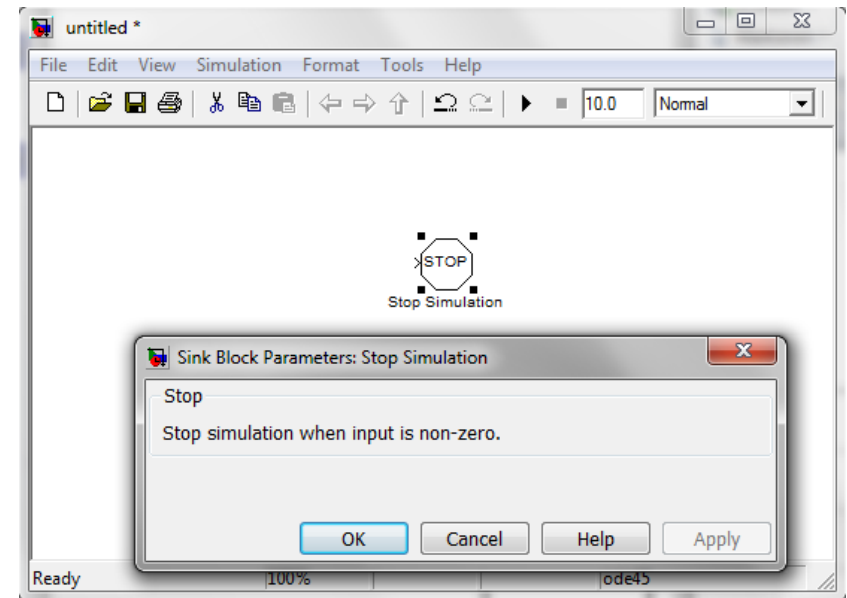 untitled *
File Edit View Simulation Format Tools Help
10.0 Normal
STOP
Stop Simulation
Sink Block Parameters: Stop Simulation
Stop
Stop simulation when input is non-zero.
OK Cancel Help Apply
Ready 100% ode45